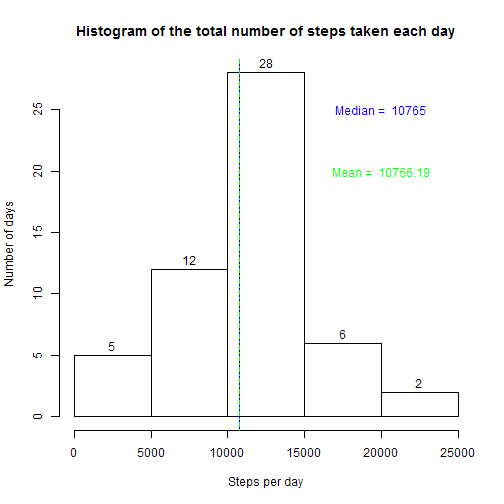 Histogram of the total number of steps taken each day
28
Median = 10765
Mean = 10766.19
12
6
5
2
Number of days
0
5
10
15
20
25
0 5000 10000 15000 20000 25000
Steps per day